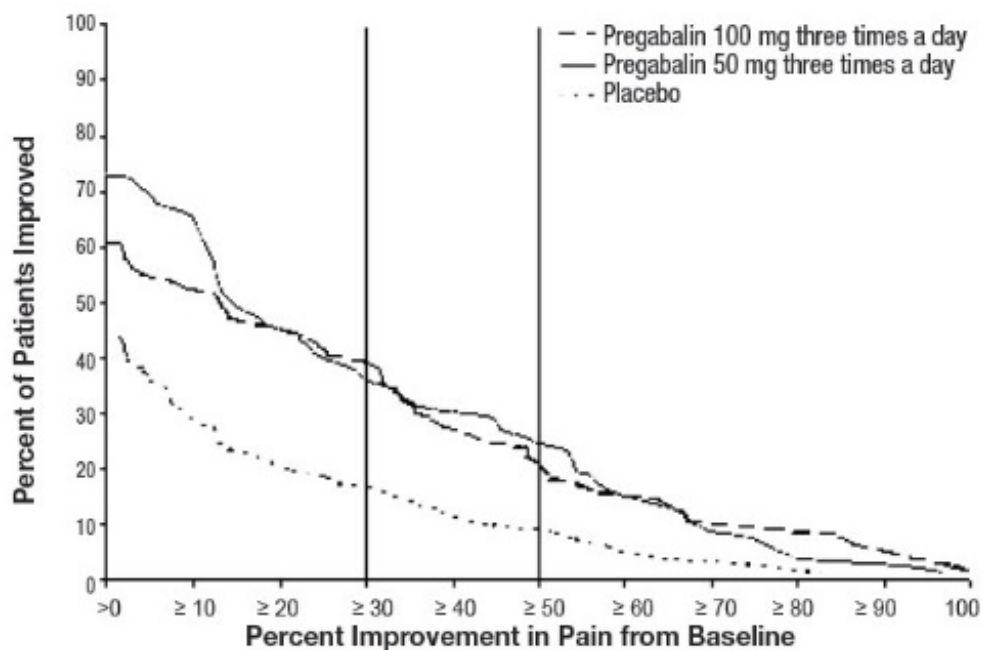 100
90
80
70
60
50
40
30
20
10
0
Percent of Patients Improved
Pregabalin 100 mg three times a day
Pregabalin 50 mg three times a day
Placebo
>0 ≥ 10 ≥ 20 ≥ 30 ≥ 40 ≥ 50 ≥ 60 ≥ 70 ≥ 80 ≥ 90 100
Percent Improvement in Pain from Baseline